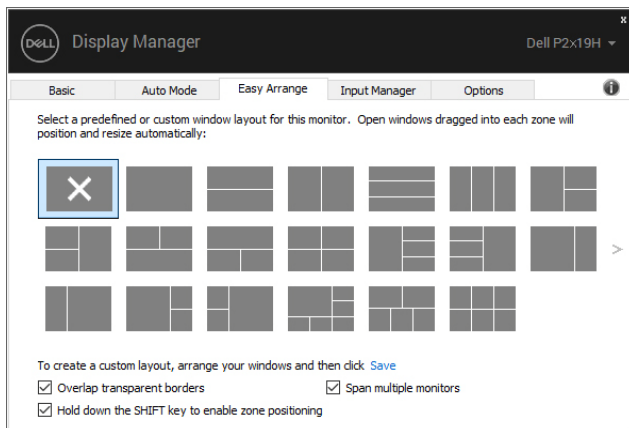 x
DELL Display Manager Dell P2x19H
Basic Auto Mode Easy Arrange Input Manager Options
Select a predefined or custom window layout for this monitor. Open windows dragged into each zone will
position and resize automatically:
To create a custom layout, arrange your windows and then click Save
Overlap transparent borders Span multiple monitors
Hold down the SHIFT key to enable zone positioning